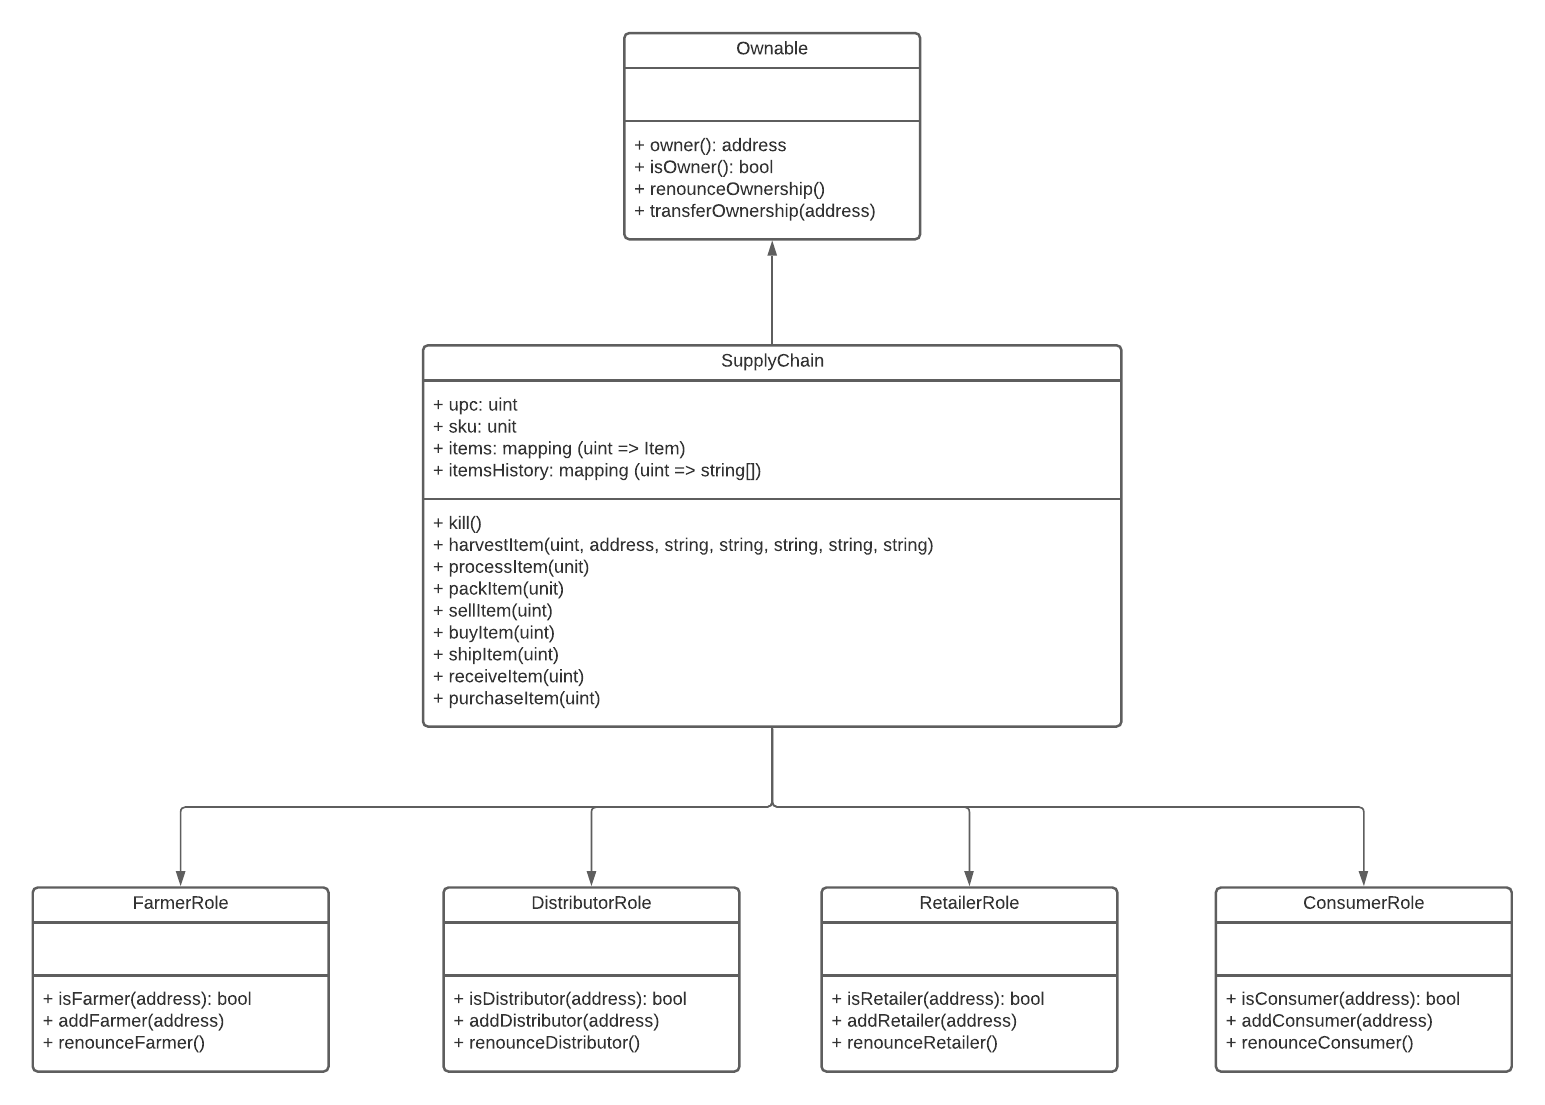 Ownable
+ owner(): address
+ isOwner(): bool
+ renounceOwnership()
+ transferOwnership(address)
SupplyChain
+ upc: uint
+ sku: unit
+ items: mapping (uint => Item)
+ itemsHistory: mapping (uint => string[])
+ kill()
+ harvestItem(uint, address, string, string, string, string, string)
+ processItem(unit)
+ packItem(unit)
+ sellItem(uint)
+ buyItem(uint)
+ shipItem(uint)
+ receiveItem(uint)
+ purchaseItem(uint)
FarmerRole
+ isFarmer(address): bool
+ addFarmer(address)
+ renounceFarmer()
DistributorRole
+ isDistributor(address): bool
+ addDistributor(address)
+ renounceDistributor()
RetailerRole
+ isRetailer(address): bool
+ addRetailer(address)
+ renounceRetailer()
ConsumerRole
+ isConsumer(address): bool
+ addConsumer(address)
+ renounceConsumer()